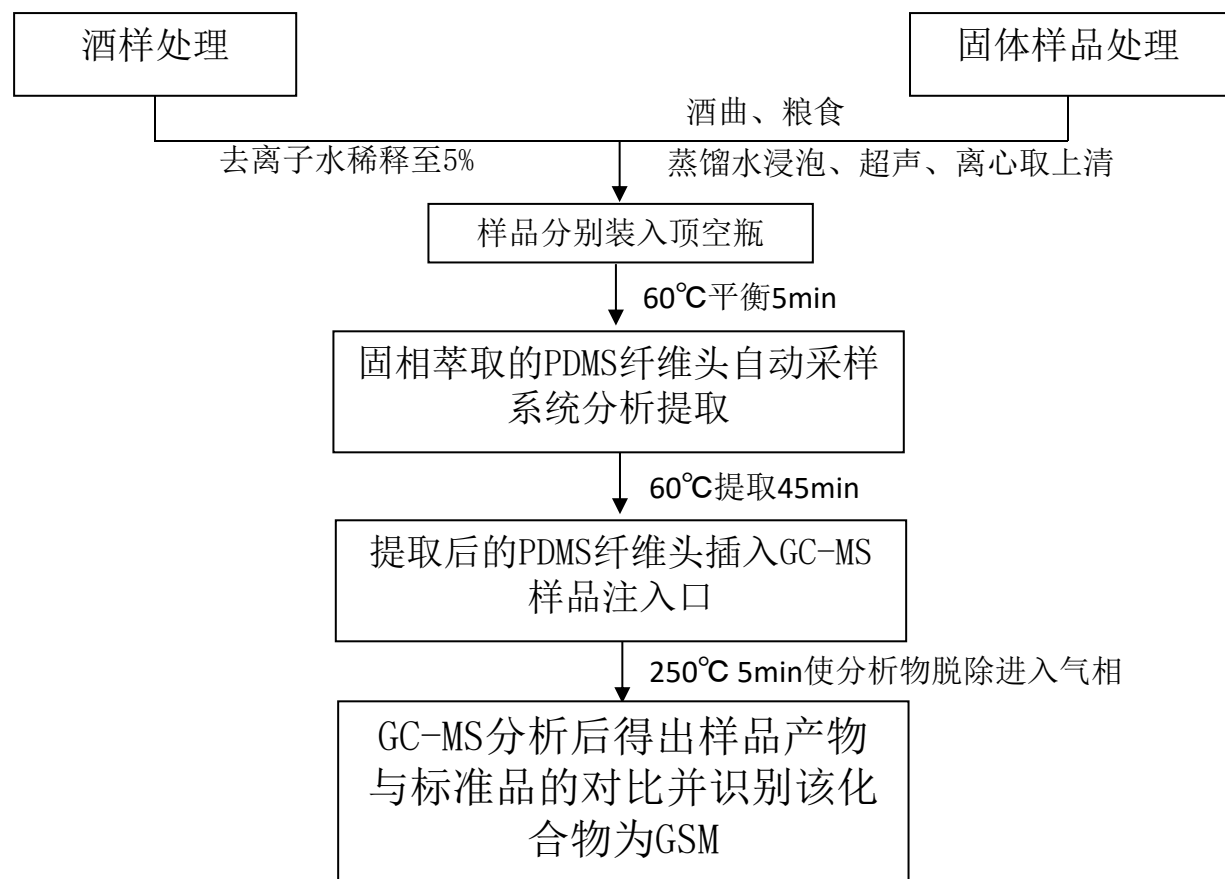 酒样处理
固体样品处理
酒曲、粮食
去离子水稀释至5%
蒸馏水浸泡、超声、离心取上清
样品分别装入顶空瓶
60℃平衡5min
固相萃取的PDMS纤维头自动采样
系统分析提取
60℃提取45min
提取后的PDMS纤维头插入GC-MS
样品注入口
250℃ 5min使分析物脱除进入气相
GC-MS分析后得出样品产物
与标准品的对比并识别该化
合物为GSM